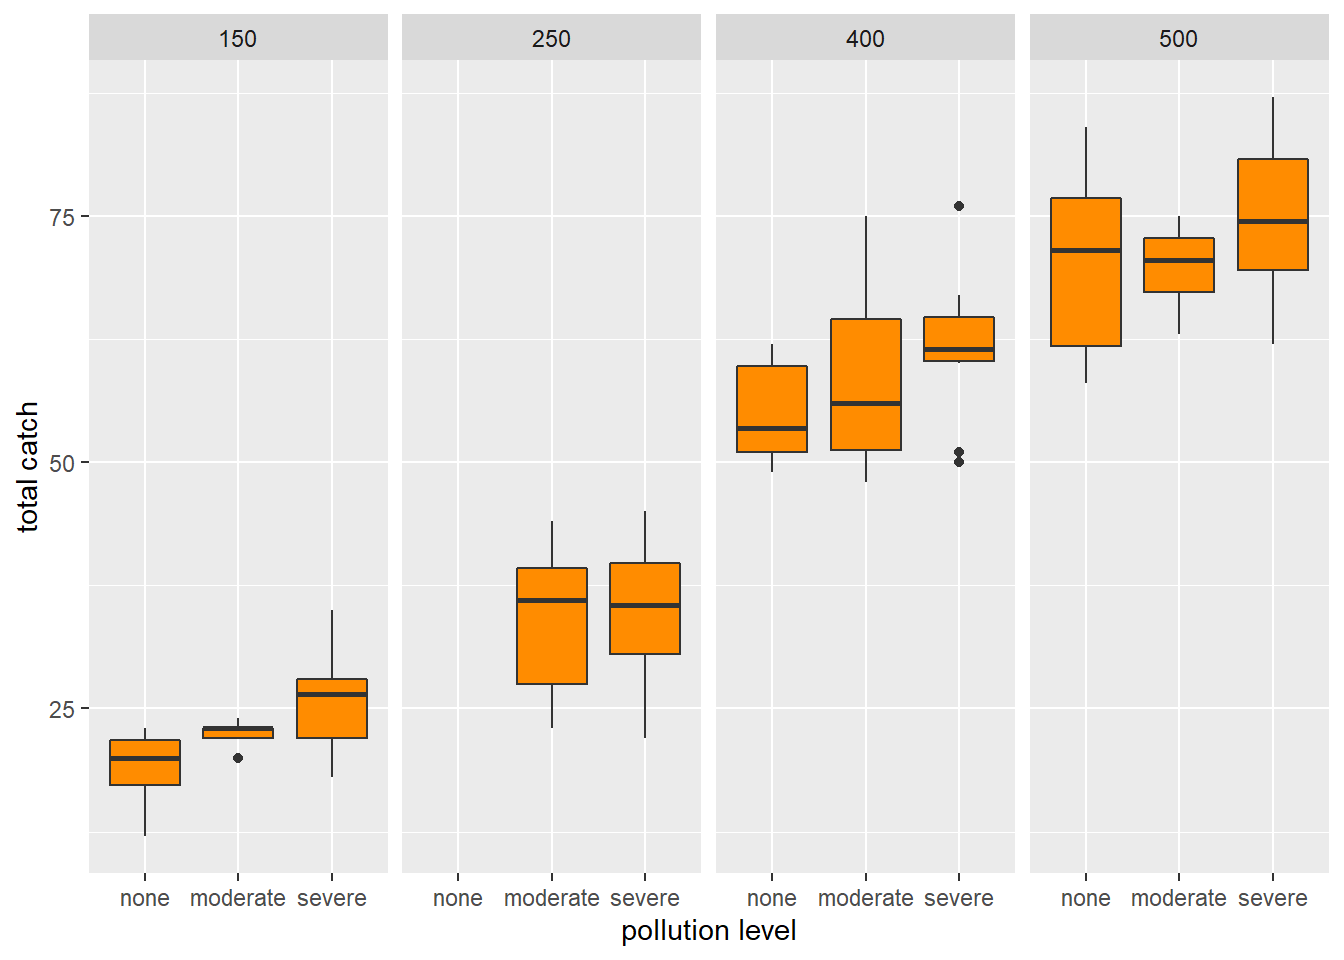 150 250 400 500
75
50
25
total catch
none moderate severe none moderate severe none moderate severe none moderate severe
pollution level